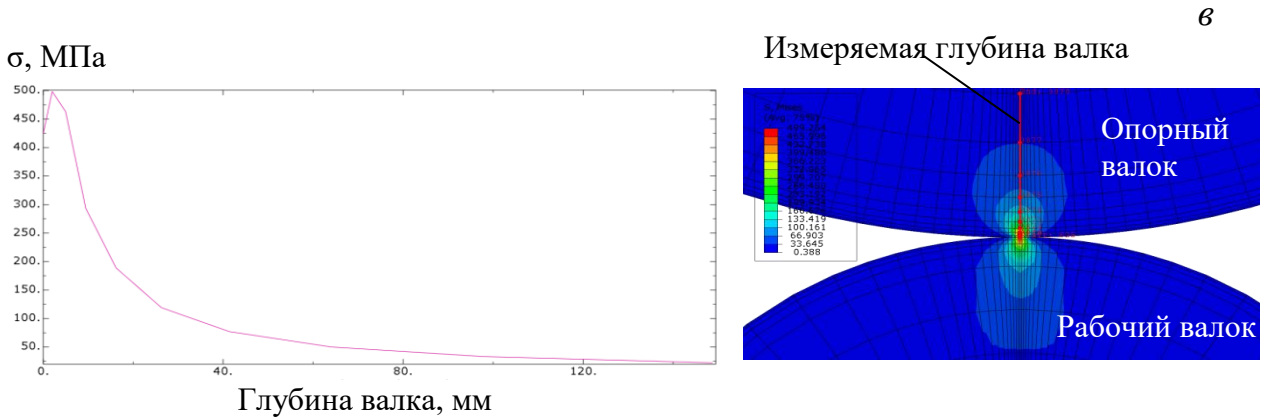 в
Измеряемая глубина валка
σ, МПа
500.
450.
400.
350.
300.
250.
200.
150.
100.
50.
0.
40.
80.
120.
Глубина валка, мм
133.419
100.161
66.903
33.645
0.388
Опорный
валок
Рабочий валок